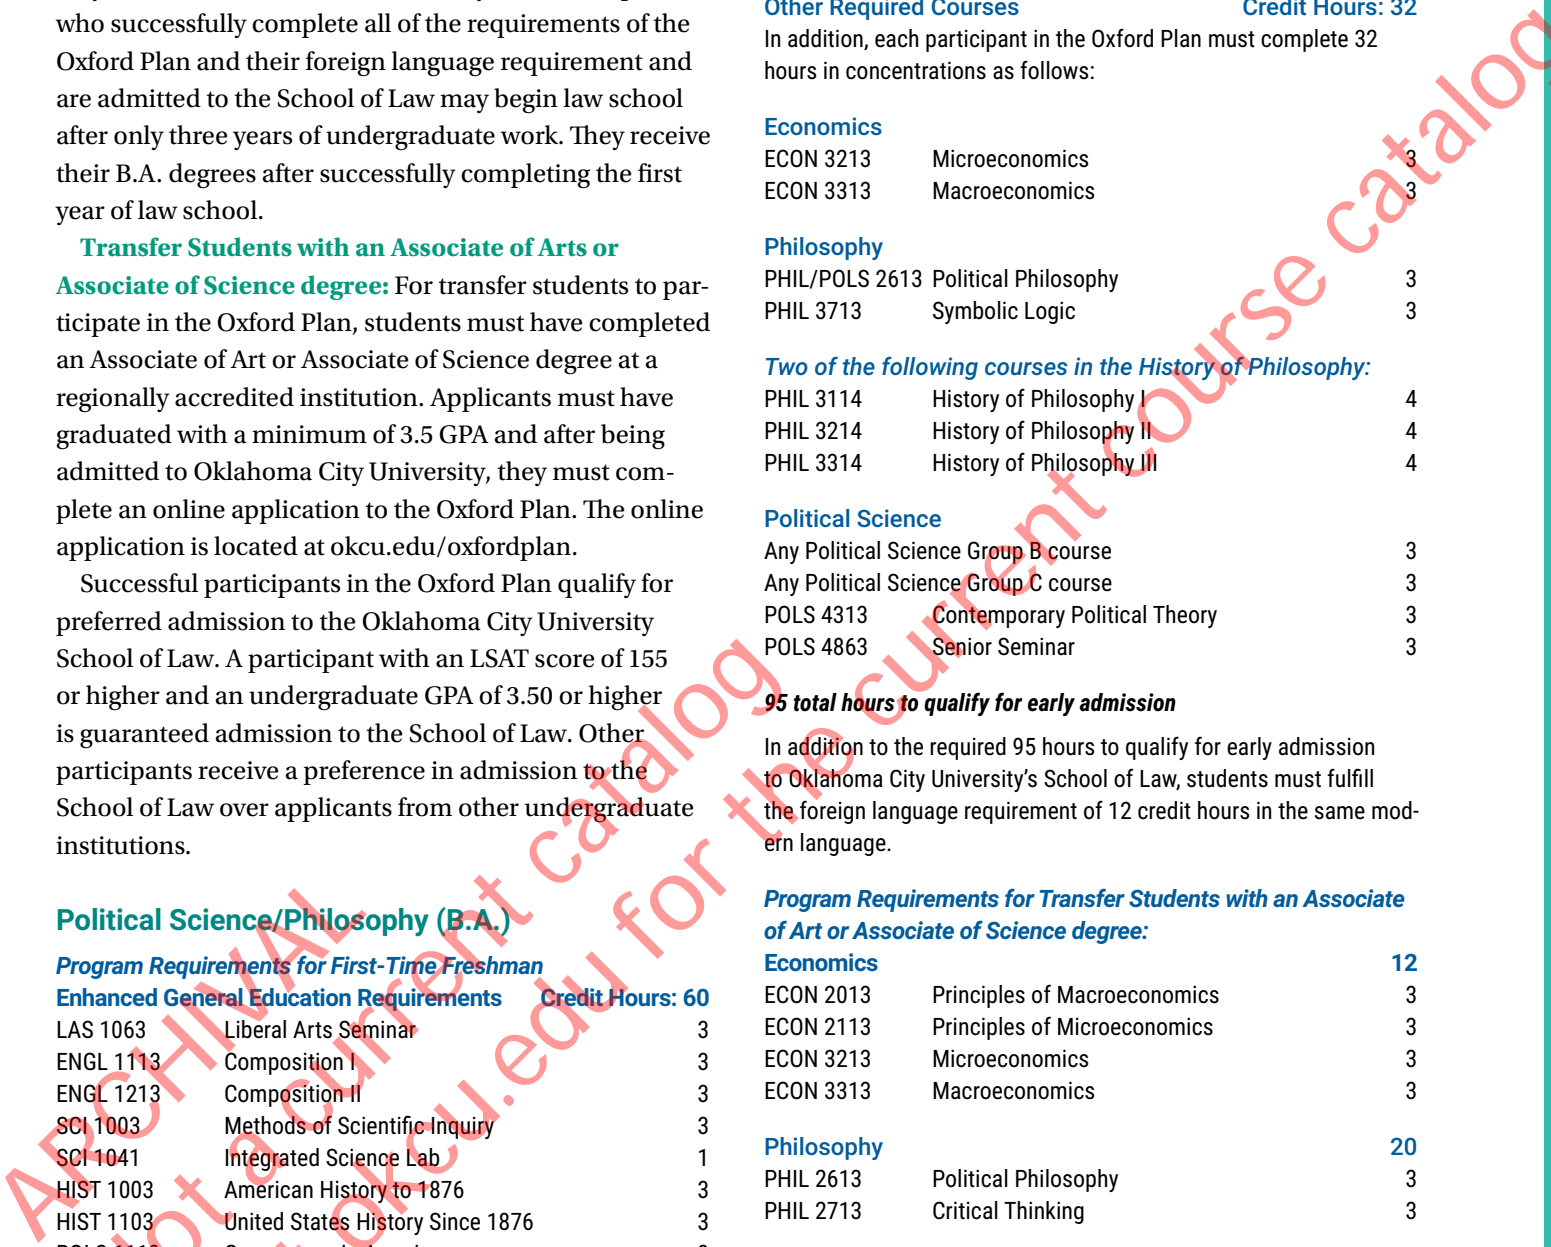 who successfully complete all of the requirements of the
Oxford Plan and their foreign language requirement and
are admitted to the School of Law may begin law school
after only three years of undergraduate work. They receive
their B.A. degrees after successfully completing the first
year of law school.
Transfer Students with an Associate of Arts or
Associate of Science degree: For transfer students to par-
ticipate in the Oxford Plan, students must have completed
an Associate of Art or Associate of Science degree at a
regionally accredited institution. Applicants must have
graduated with a minimum of 3.5 GPA and after being
admitted to Oklahoma City University, they must com-
plete an online application to the Oxford Plan. The online
application is located at okcu.edu/oxfordplan.
Successful participants in the Oxford Plan qualify for
preferred admission to the Oklahoma City University
School of Law. A participant with an LSAT score of 155
or higher and an undergraduate GPA of 3.50 or higher
is guaranteed admission to the School of Law. Other
participants receive a preference in admission to the
School of Law over applicants from other undergraduate
institutions.
Political Science/Philosophy (B.A.)
Program Requirements for First-Time Freshman
Enhanced General Education Requirements Credit Hours: 60
LAS 1063 Liberal Arts Seminar 3
ENGL 1113 Composition I 3
ENGL 1213 Composition II 3
SCI 1003 Methods of Scientific Inquiry 3
SCI 1041 Integrated Science Lab 1
HIST 1003 American History to 1876 3
HIST 1103 United States History Since 1876 3
Other Required Courses Credit Hours: 32
In addition, each participant in the Oxford Plan must complete 32
hours in concentrations as follows:
Economics
ECON 3213 Microeconomics 3
ECON 3313 Macroeconomics 3
Philosophy
PHIL/POLS 2613 Political Philosophy 3
PHIL 3713 Symbolic Logic 3
Two of the following courses in the History of Philosophy:
PHIL 3114 History of Philosophy I 4
PHIL 3214 History of Philosophy II 4
PHIL 3314 History of Philosophy III 4
Political Science
Any Political Science Group B course 3
Any Political Science Group C course 3
POLS 4313 Contemporary Political Theory 3
POLS 4863 Senior Seminar 3
95 total hours to qualify for early admission
In addition to the required 95 hours to qualify for early admission
to Oklahoma City University's School of Law, students must fulfill
the foreign language requirement of 12 credit hours in the same mod-
ern language.
Program Requirements for Transfer Students with an Associate
of Art or Associate of Science degree:
Economics 12
ECON 2013 Principles of Macroeconomics 3
ECON 2113 Principles of Microeconomics 3
ECON 3213 Microeconomics 3
ECON 3313 Macroeconomics 3
Philosophy 20
PHIL 2613 Political Philosophy 3
PHIL 2713 Critical Thinking 3
ARCHIVAL
not a current catalog
okcu.edu for the current course catalog